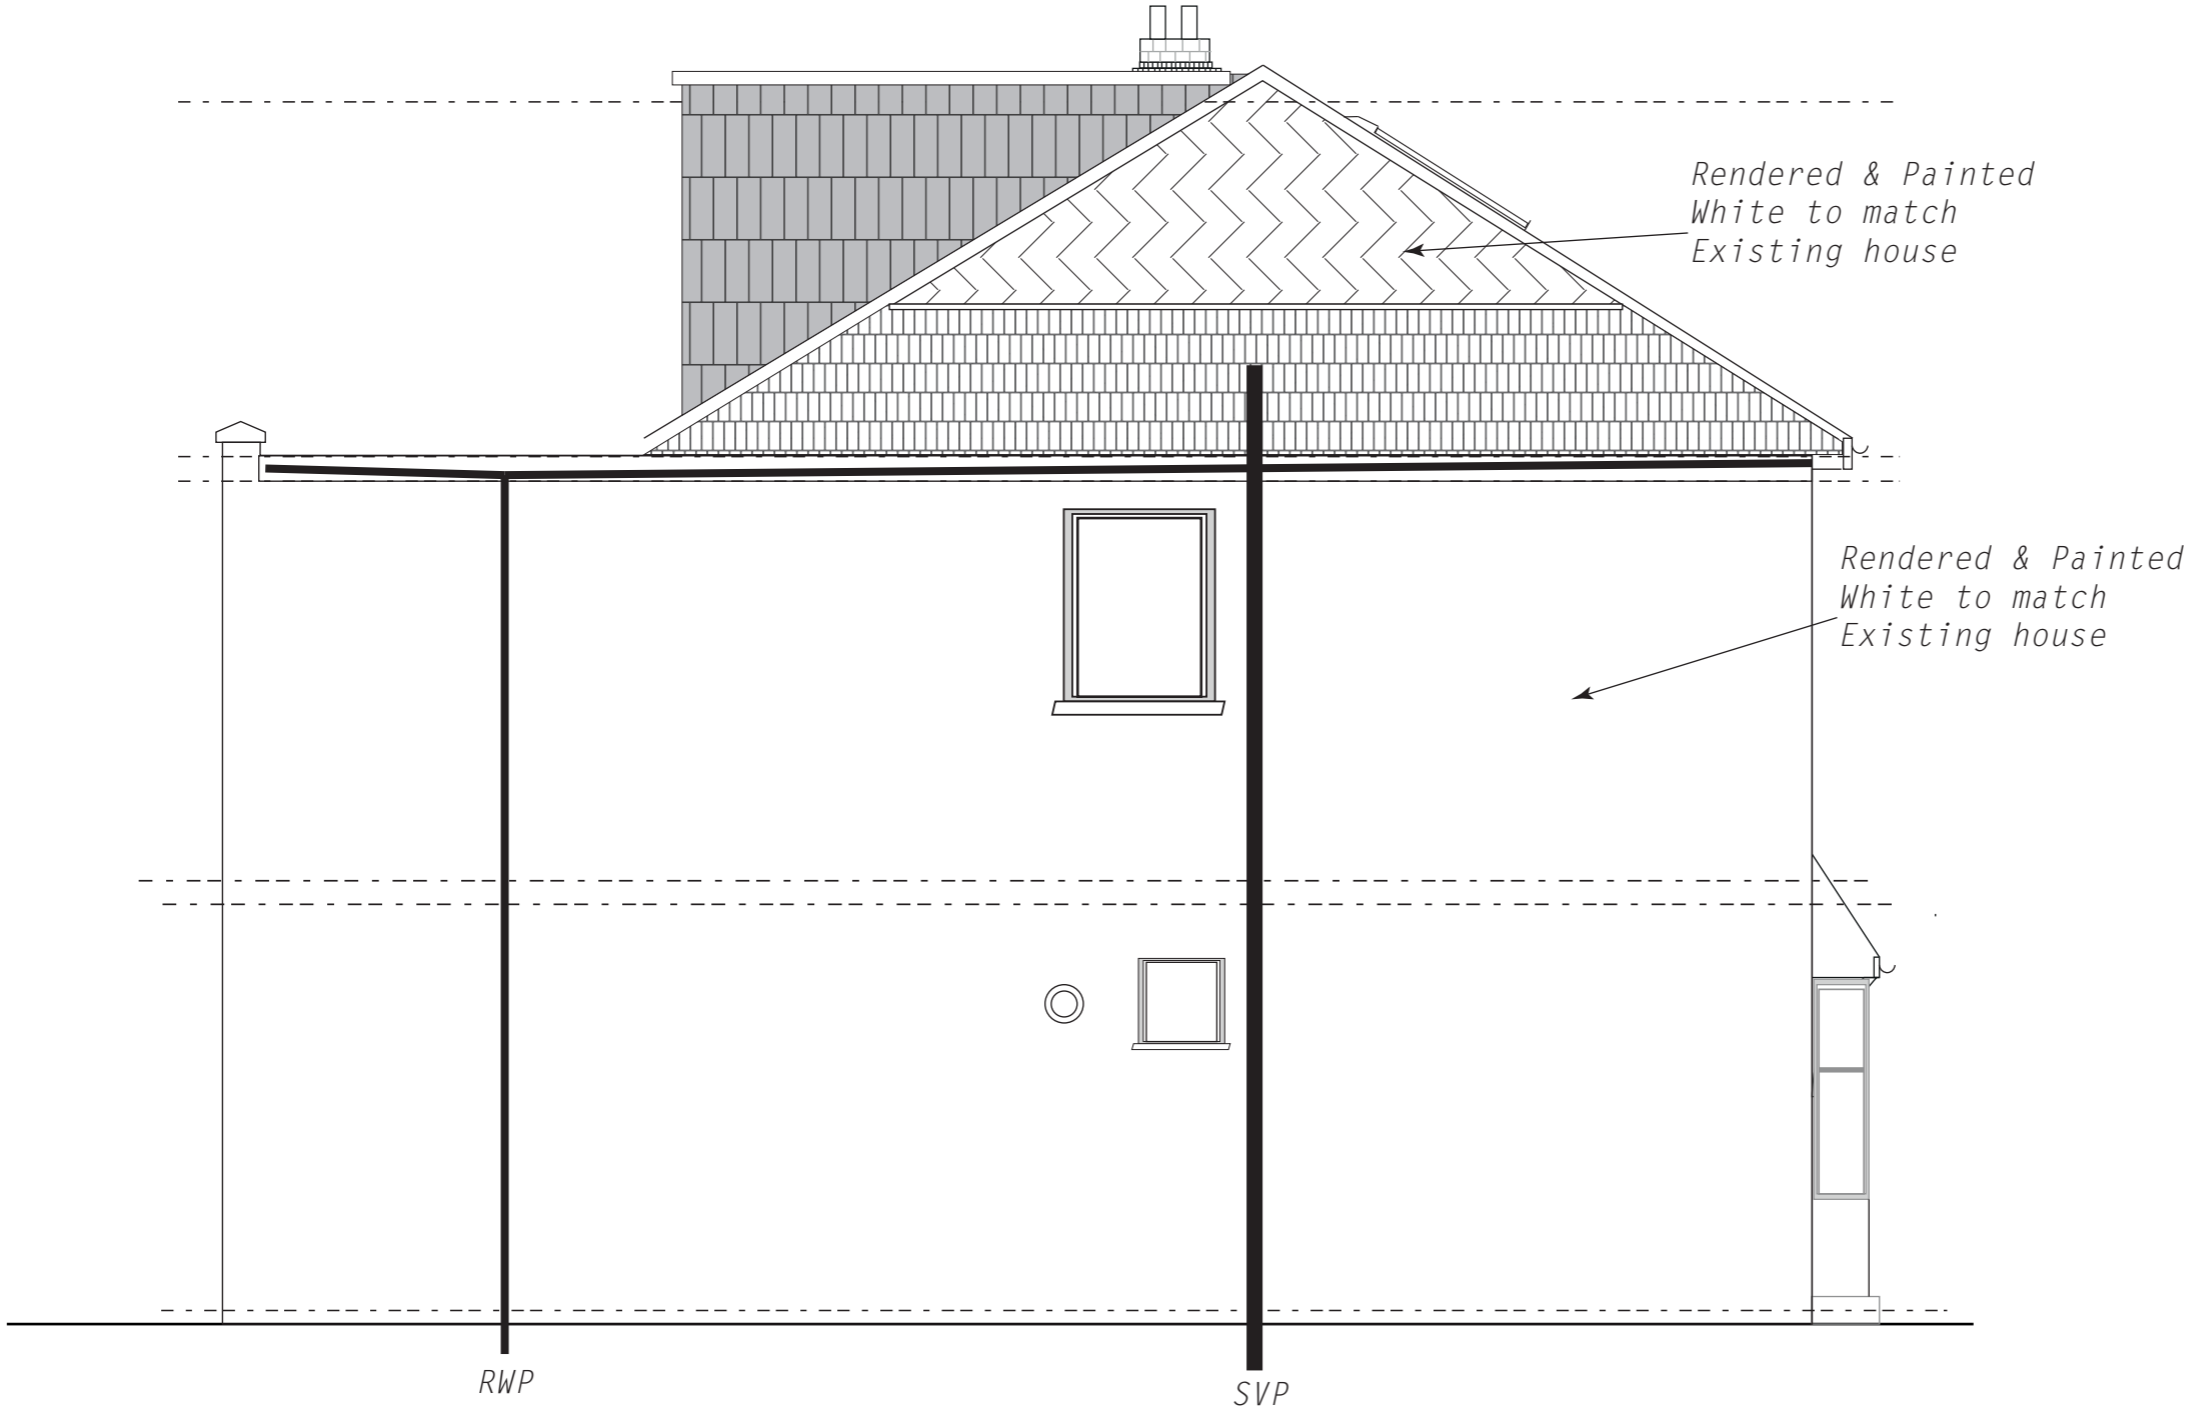 Rendered & Painted
White to match
Existing house
Rendered & Painted
White to match
Existing house
RWP
SVP